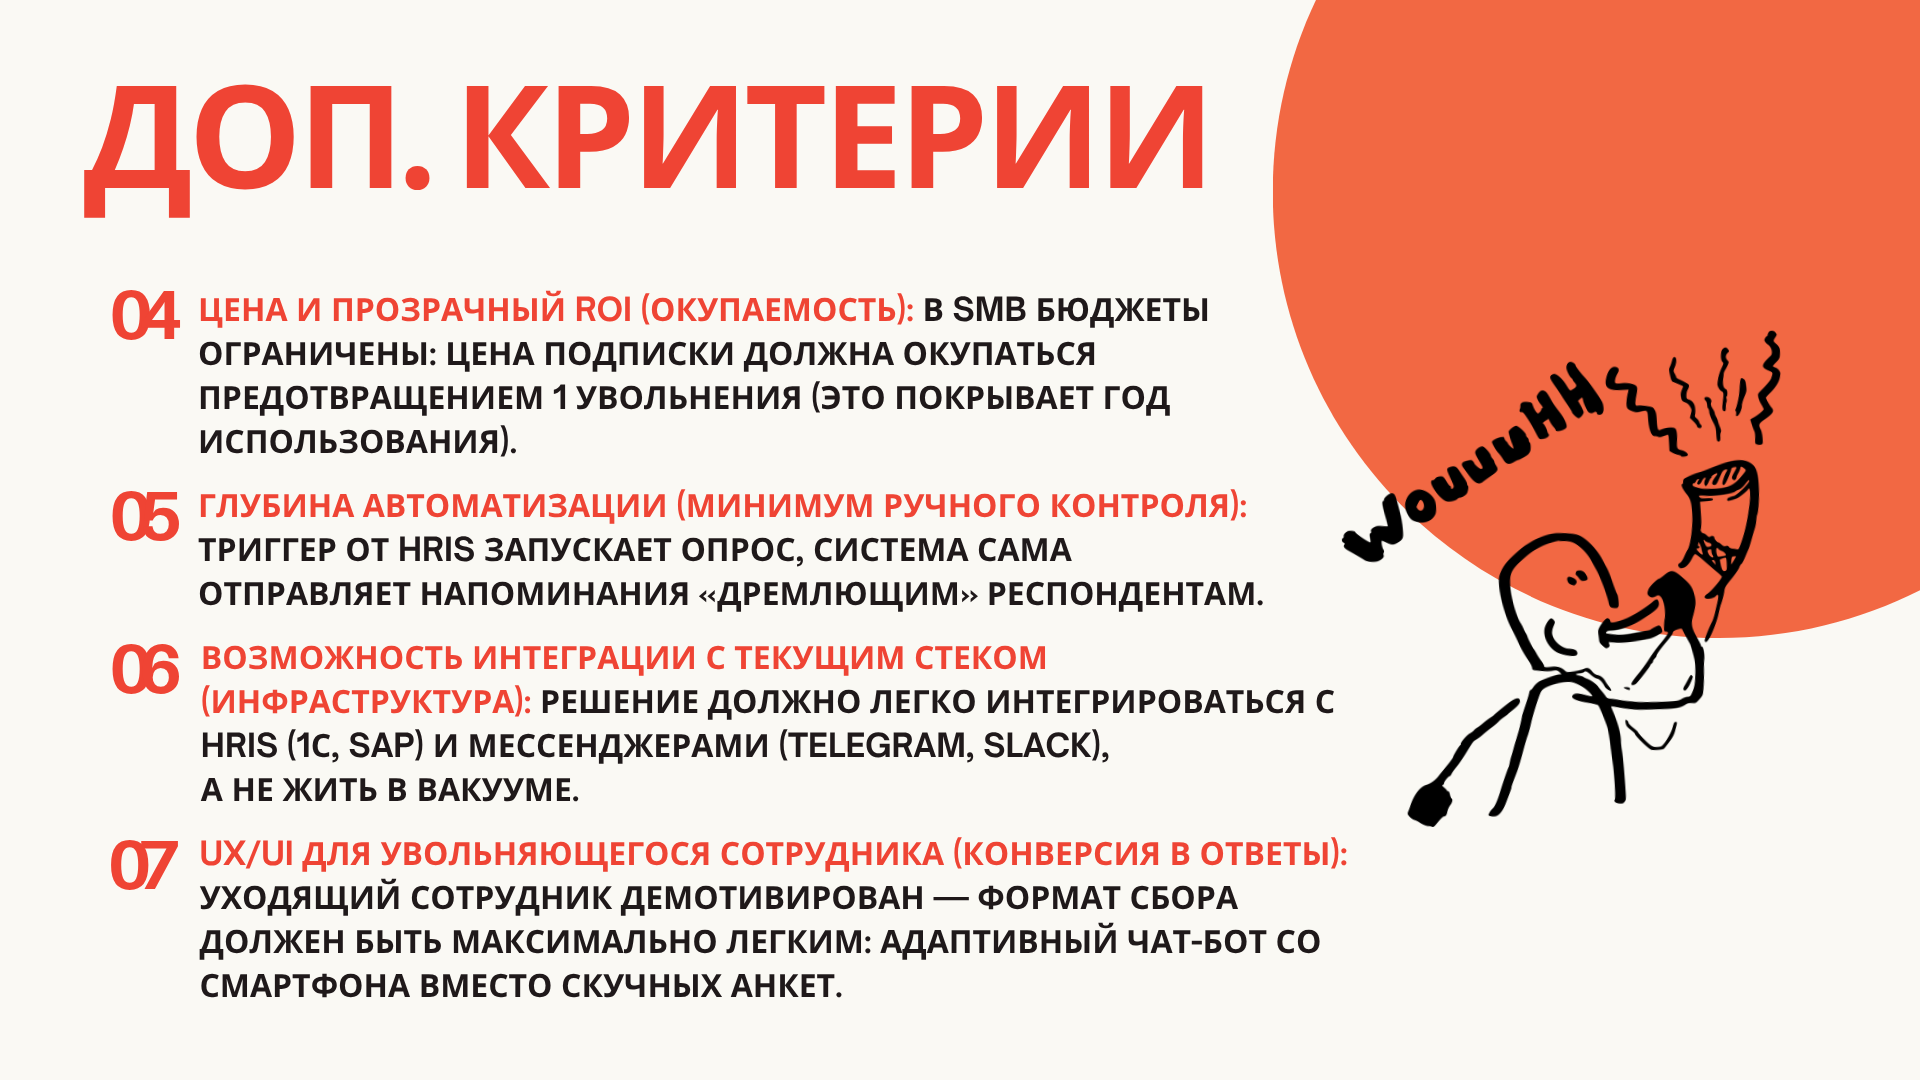 ДОП. КРИТЕРИИ
04 ЦЕНА И ПРОЗРАЧНЫЙ ROI (ОКУПАЕМОСТЬ): В SMB БЮДЖЕТЫ
ОГРАНИЧЕНЫ: ЦЕНА ПОДПИСКИ ДОЛЖНА ОКУПАТЬСЯ
ПРЕДОТВРАЩЕНИЕМ 1 УВОЛЬНЕНИЯ (ЭТО ПОКРЫВАЕТ ГОД
ИСПОЛЬЗОВАНИЯ).
05 ГЛУБИНА АВТОМАТИЗАЦИИ (МИНИМУМ РУЧНОГО КОНТРОЛЯ):
ТРИГГЕР ОТ HRIS ЗАПУСКАЕТ ОПРОС, СИСТЕМА САМА
ОТПРАВЛЯЕТ НАПОМИНАНИЯ «ДРЕМЛЮЩИМ» РЕСПОНДЕНТАМ.
06 ВОЗМОЖНОСТЬ ИНТЕГРАЦИИ С ТЕКУЩИМ СТЕКОМ
(ИНФРАСТРУКТУРА): РЕШЕНИЕ ДОЛЖНО ЛЕГКО ИНТЕГРИРОВАТЬСЯ С
HRIS (1С, SAP) И МЕССЕНДЖЕРАМИ (TELEGRAM, SLACK),
А НЕ ЖИТЬ В ВАКУУМЕ.
07 UX/UI ДЛЯ УВОЛЬНЯЮЩЕГОСЯ СОТРУДНИКА (КОНВЕРСИЯ В ОТВЕТЫ):
УХОДЯЩИЙ СОТРУДНИК ДЕМОТИВИРОВАН — ФОРМАТ СБОРА
ДОЛЖЕН БЫТЬ МАКСИМАЛЬНО ЛЕГКИМ: АДАПТИВНЫЙ ЧАТ-БОТ СО
СМАРТФОНА ВМЕСТО СКУЧНЫХ АНКЕТ.
WouuuHH